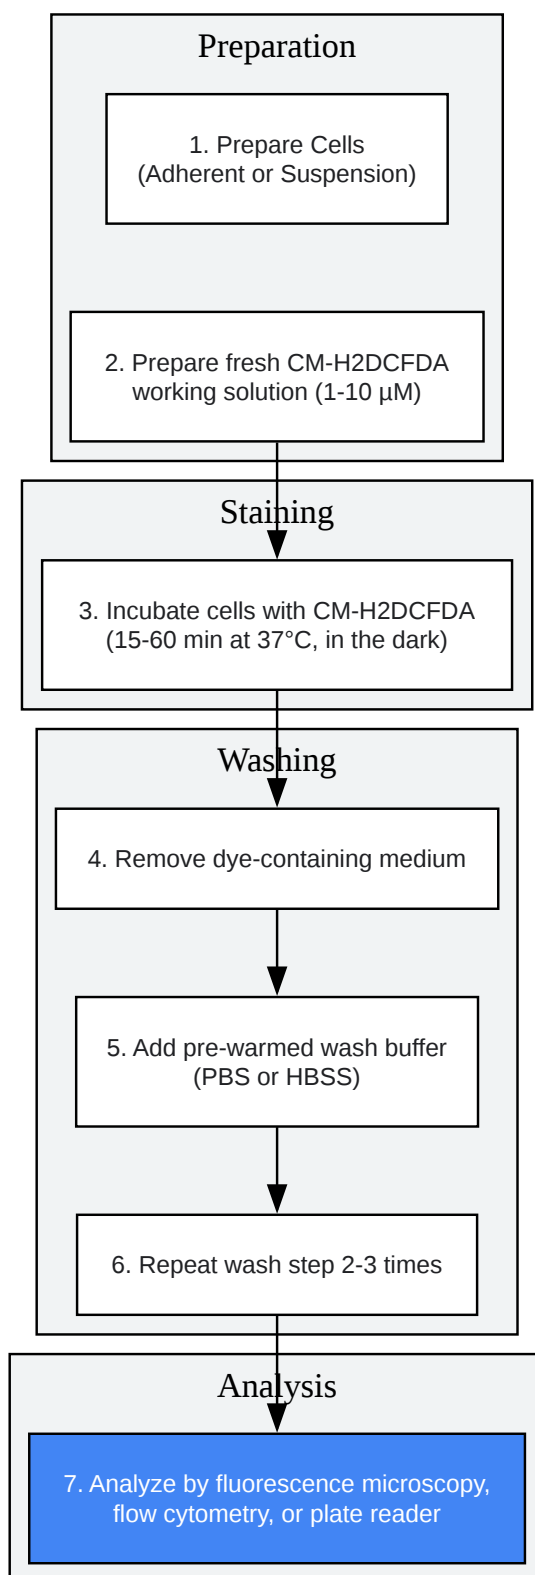 Preparation
1. Prepare Cells
(Adherent or Suspension)
2. Prepare fresh CM-H2DCFDA
working solution (1-10 µM)
Staining
3. Incubate cells with CM-H2DCFDA
(15-60 min at 37°C, in the dark)
Washing
4. Remove dye-containing medium
5. Add pre-warmed wash buffer
(PBS or HBSS)
6. Repeat wash step 2-3 times
Analysis
7. Analyze by fluorescence microscopy,
flow cytometry, or plate reader